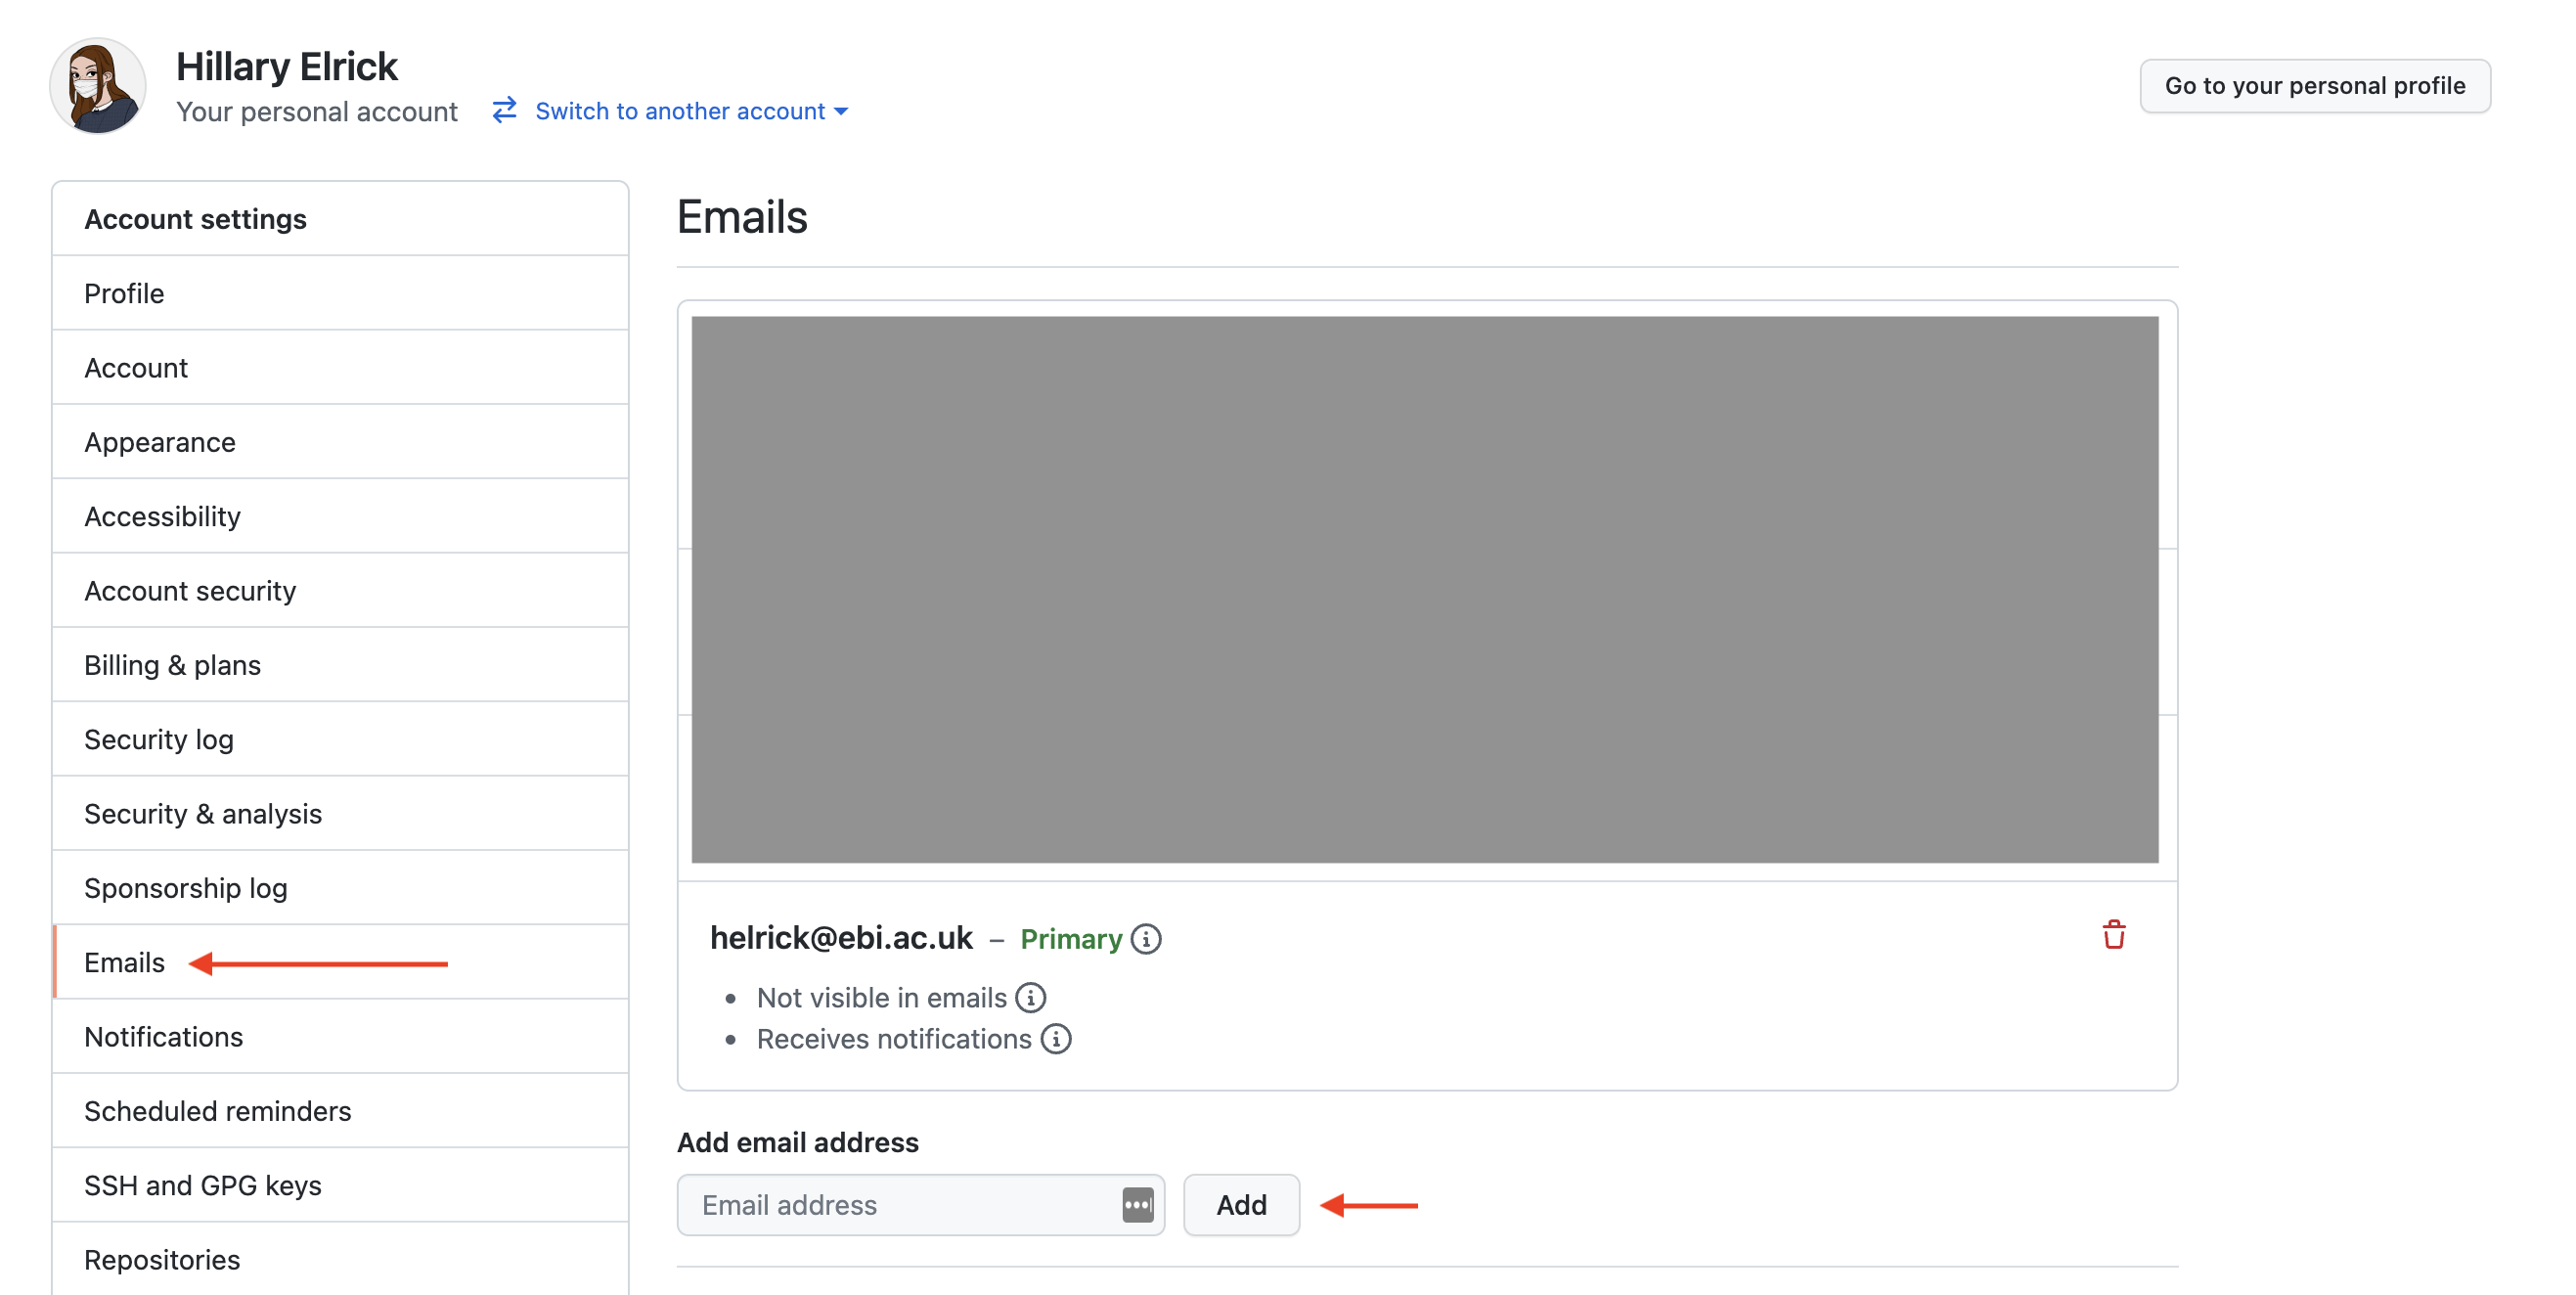 Hillary Elrick
Your personal account Switch to another account
Go to your personal profile
Account settings
Profile
Account
Appearance
Accessibility
Account security
Billing & plans
Security log
Security & analysis
Sponsorship log
Emails
Notifications
Scheduled reminders
SSH and GPG keys
Repositories
Emails
helrick@ebi.ac.uk – Primary
• Not visible in emails
• Receives notifications
Add email address
Email address
Add